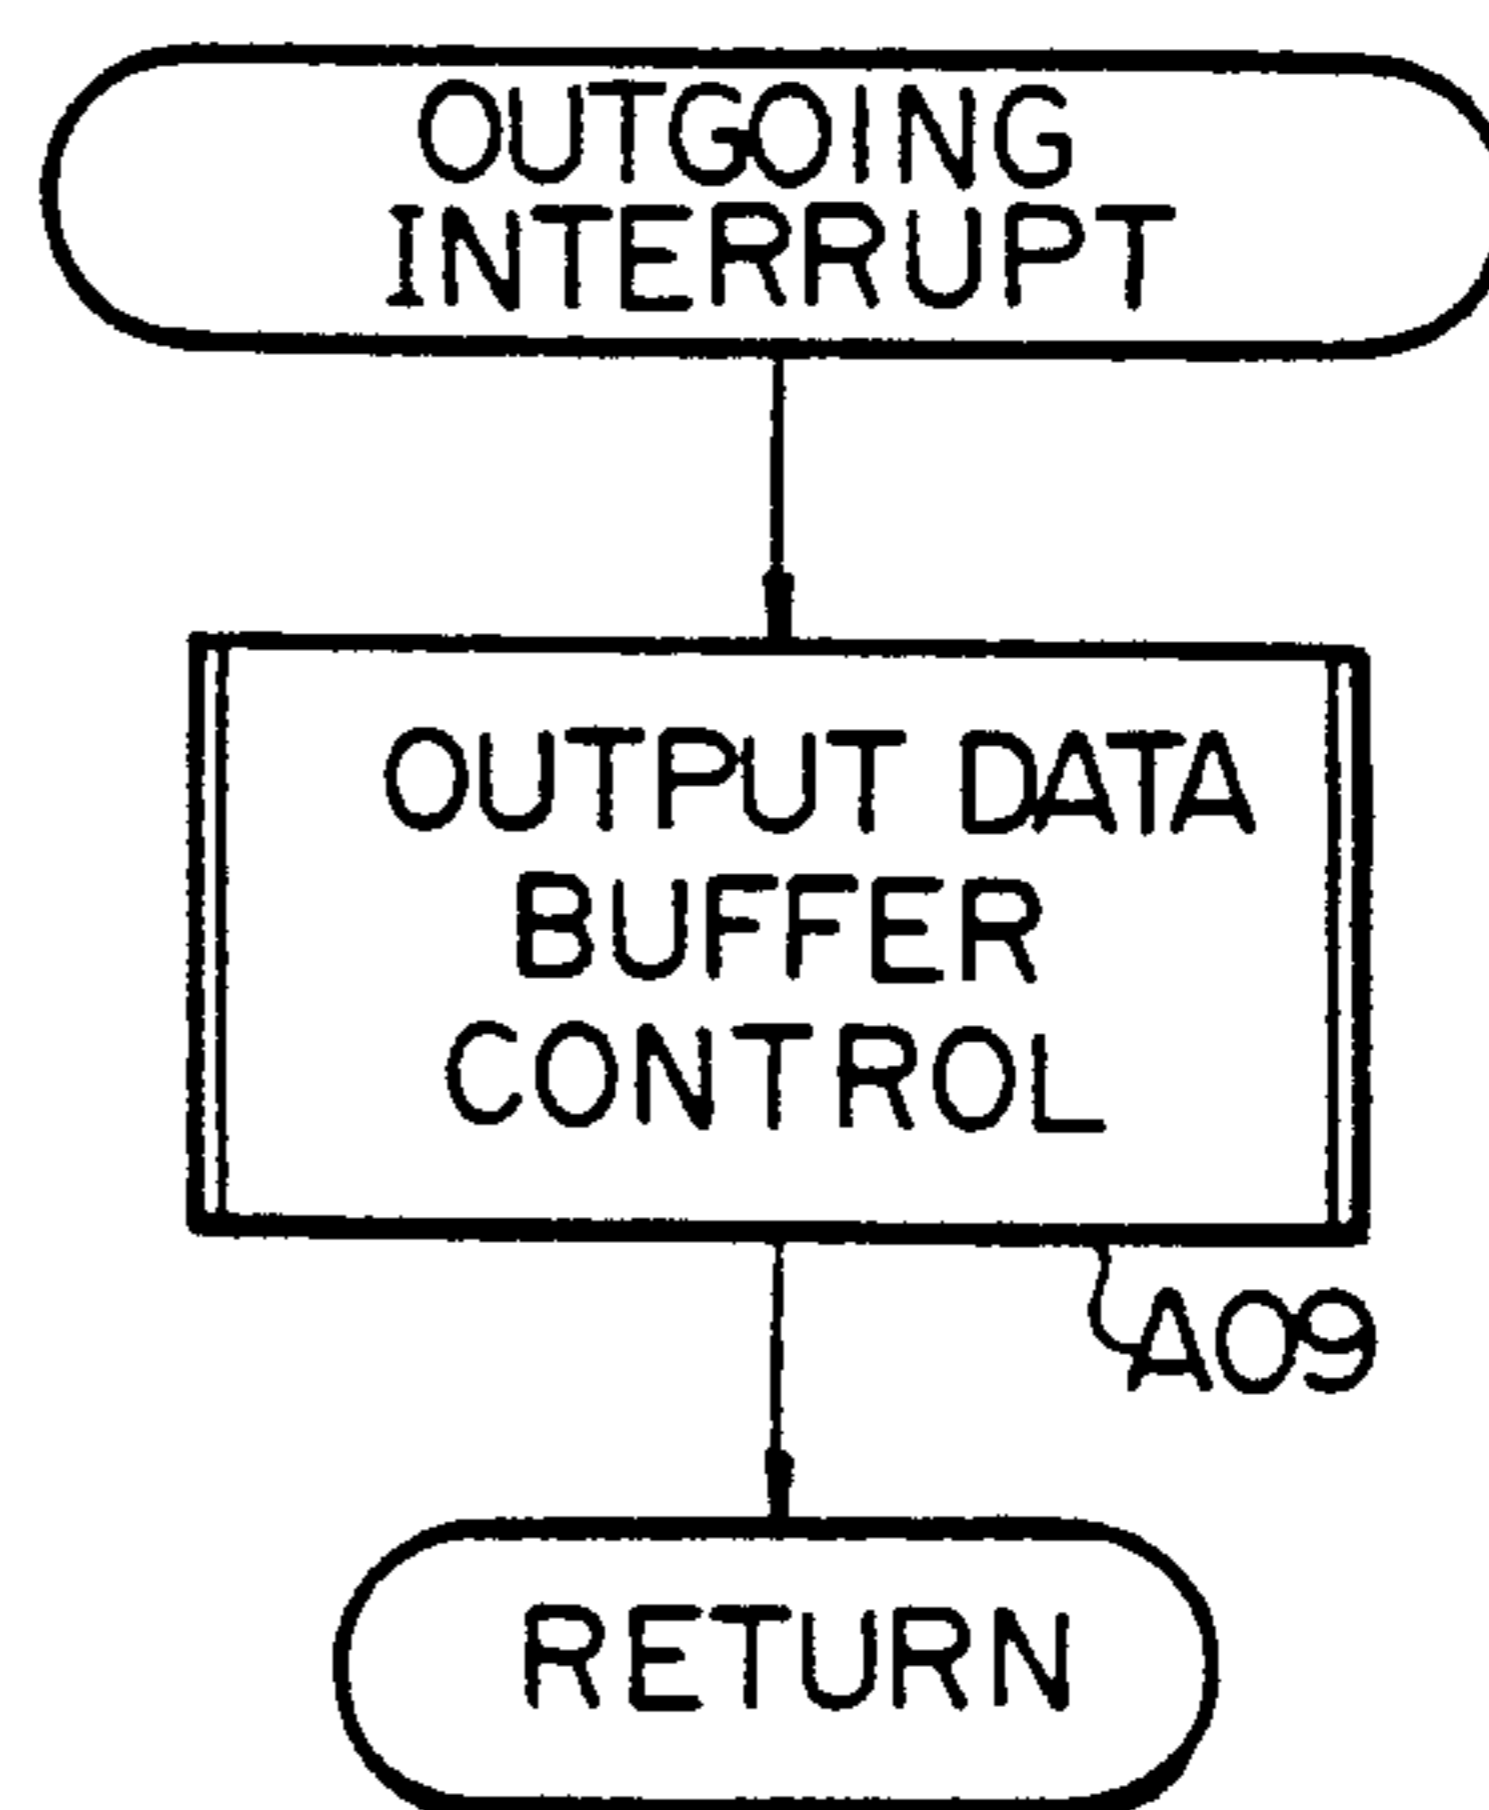 OUTGOING
INTERRUPT
OUTPUT DATA
BUFFER
CONTROL
A09
RETURN